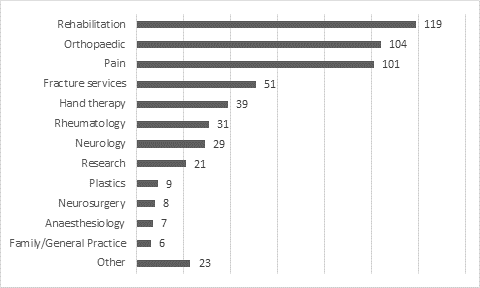 Rehabilitation 119
Orthopaedic 104
Pain 101
Fracture services 51
Hand therapy 39
Rheumatology 31
Neurology 29
Research 21
Plastics 9
Neurosurgery 8
Anaesthesiology 7
Family/General Practice 6
Other 23